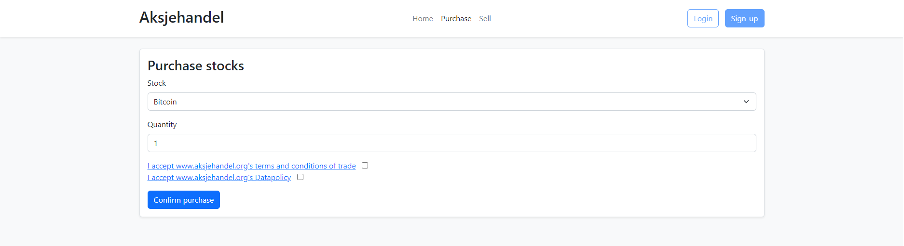 Aksjehandel
Home Purchase Sell
Login Sign-up
Purchase stocks
Stock
Bitcoin
Quantity
1
I accept www.aksjehandel.org's terms and conditions of trade
I accept www.aksjehandel.org's Datapolicy
Confirm purchase